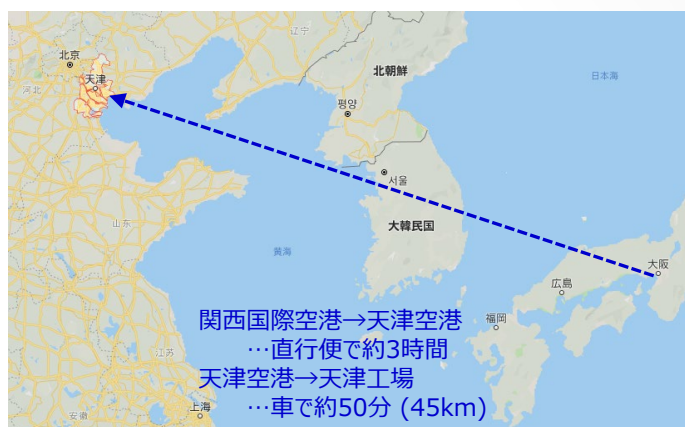 辽宁
北京
北朝鮮
日本海
天津
河北
평양
서울
山东
大韓民国
大阪
黄海
広島
関西国際空港→天津空港
福岡
…直行便で約3時間
江苏
天津空港→天津工場
上海
…車で約50分 (45km)
安徽